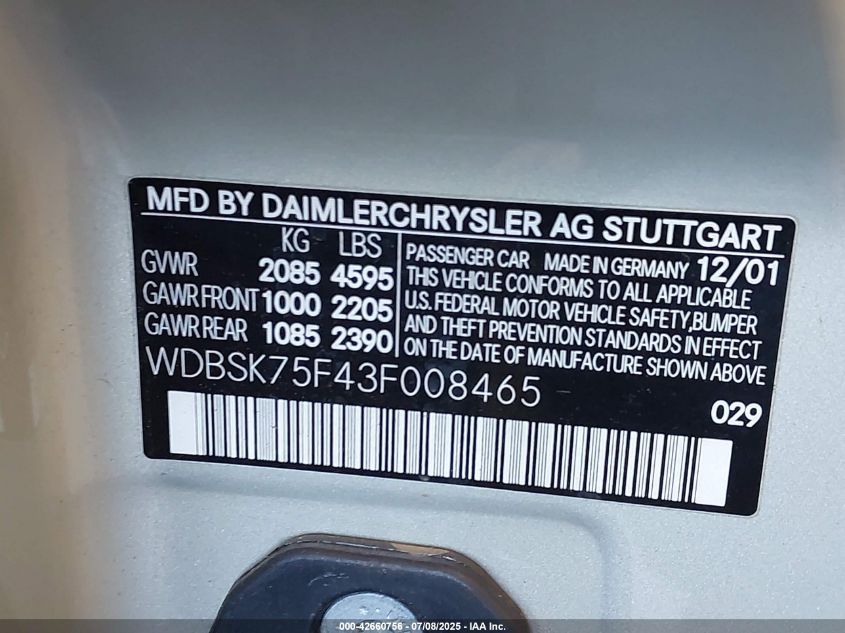 MFD BY DAIMLERCHRYSLER AG STUTTGART
KG LBS
GVWR 2085 4595
GAWR FRONT 1000 2205
GAWR REAR 1085 2390
PASSENGER CAR MADE IN GERMANY 12/01
THIS VEHICLE CONFORMS TO ALL APPLICABLE
U.S. FEDERAL MOTOR VEHICLE SAFETY, BUMPER
AND THEFT PREVENTION STANDARDS IN EFFECT
ON THE DATE OF MANUFACTURE SHOWN ABOVE
WDBSK75F43F008465
029
000-42660756 - 07/08/2025 - IAA Inc.